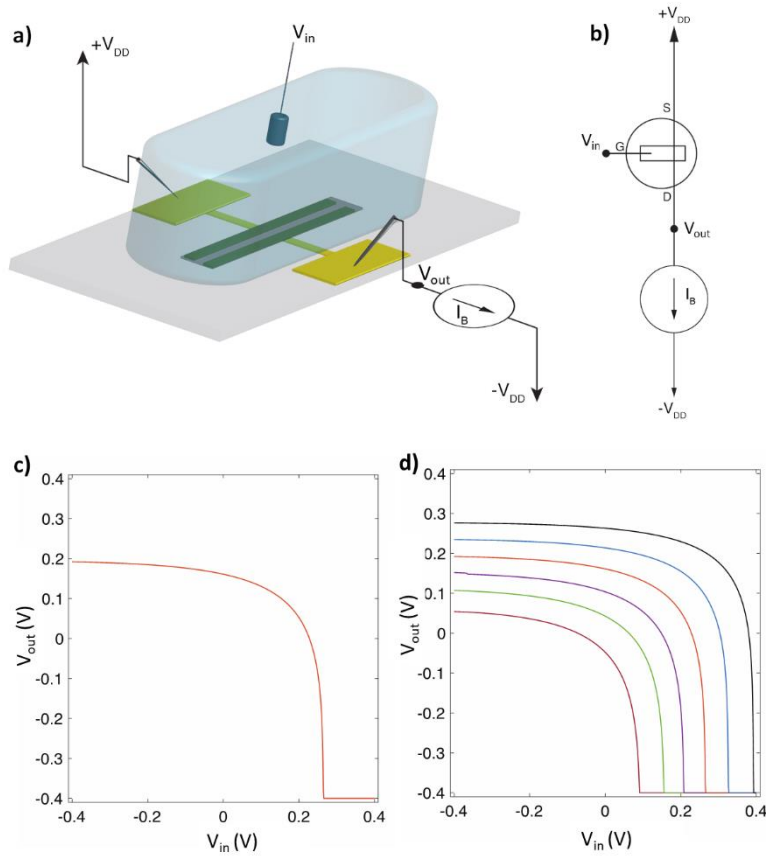 a)
+V_DD
V_in
V_out
I_B
-V_DD
b)
+V_DD
S
V_in
G
D
V_out
I_B
-V_DD
c)
0.4
0.3
0.2
0.1
0
-0.1
-0.2
-0.3
-0.4
V_out (V)
-0.4
-0.2
0
0.2
0.4
V_in (V)
d)
0.4
0.3
0.2
0.1
0
-0.1
-0.2
-0.3
-0.4
V_out (V)
-0.4
-0.2
0
0.2
0.4
V_in (V)